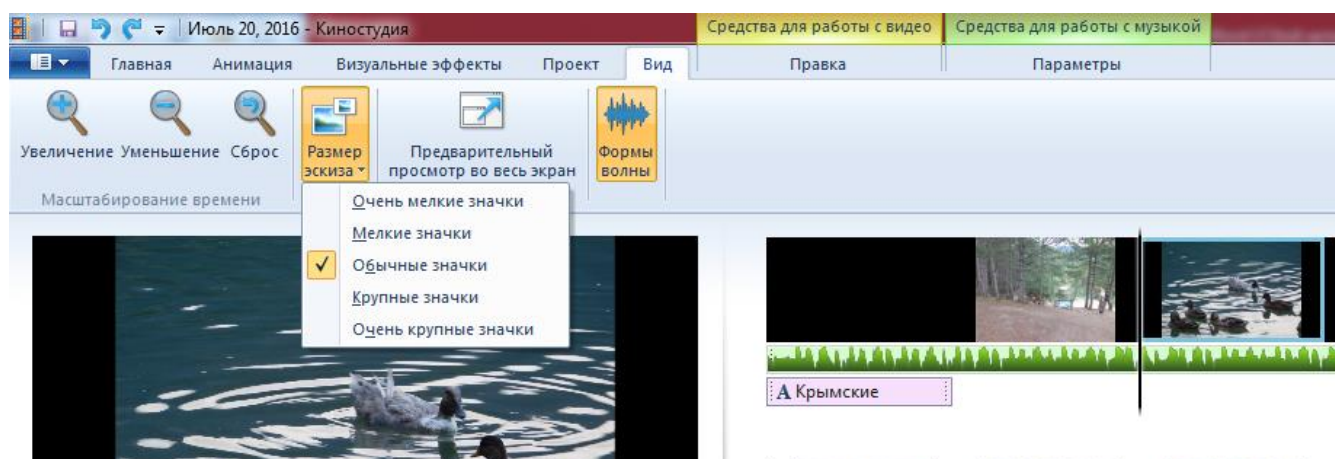 Июль 20, 2016 - Киностудия
Средства для работы с видео
Средства для работы с музыкой
Главная
Анимация
Визуальные эффекты
Проект
Вид
Правка
Параметры
Увеличение
Уменьшение
Сброс
Размер
эскиза
Предварительный
просмотр во весь экран
Формы
волны
Масштабирование времени
Очень мелкие значки
Мелкие значки
Обычные значки
Крупные значки
Очень крупные значки
A Крымские